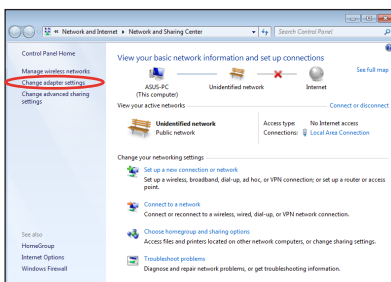 « Network and Internet ▸ Network and Sharing Center
Search Control Panel
Control Panel Home
Manage wireless networks
Change adapter settings
Change advanced sharing
settings
See also
HomeGroup
Internet Options
Windows Firewall
View your basic network information and set up connections
See full map
ASUS-PC
(This computer)
Unidentified network
Internet
View your active networks
Connect or disconnect
Unidentified network
Public network
Access type: No Internet access
Connections: Local Area Connection
Change your networking settings
Set up a new connection or network
Set up a wireless, broadband, dial-up, ad hoc, or VPN connection; or set up a router or access
point.
Connect to a network
Connect or reconnect to a wireless, wired, dial-up, or VPN network connection.
Choose homegroup and sharing options
Access files and printers located on other network computers, or change sharing settings.
Troubleshoot problems
Diagnose and repair network problems, or get troubleshooting information.